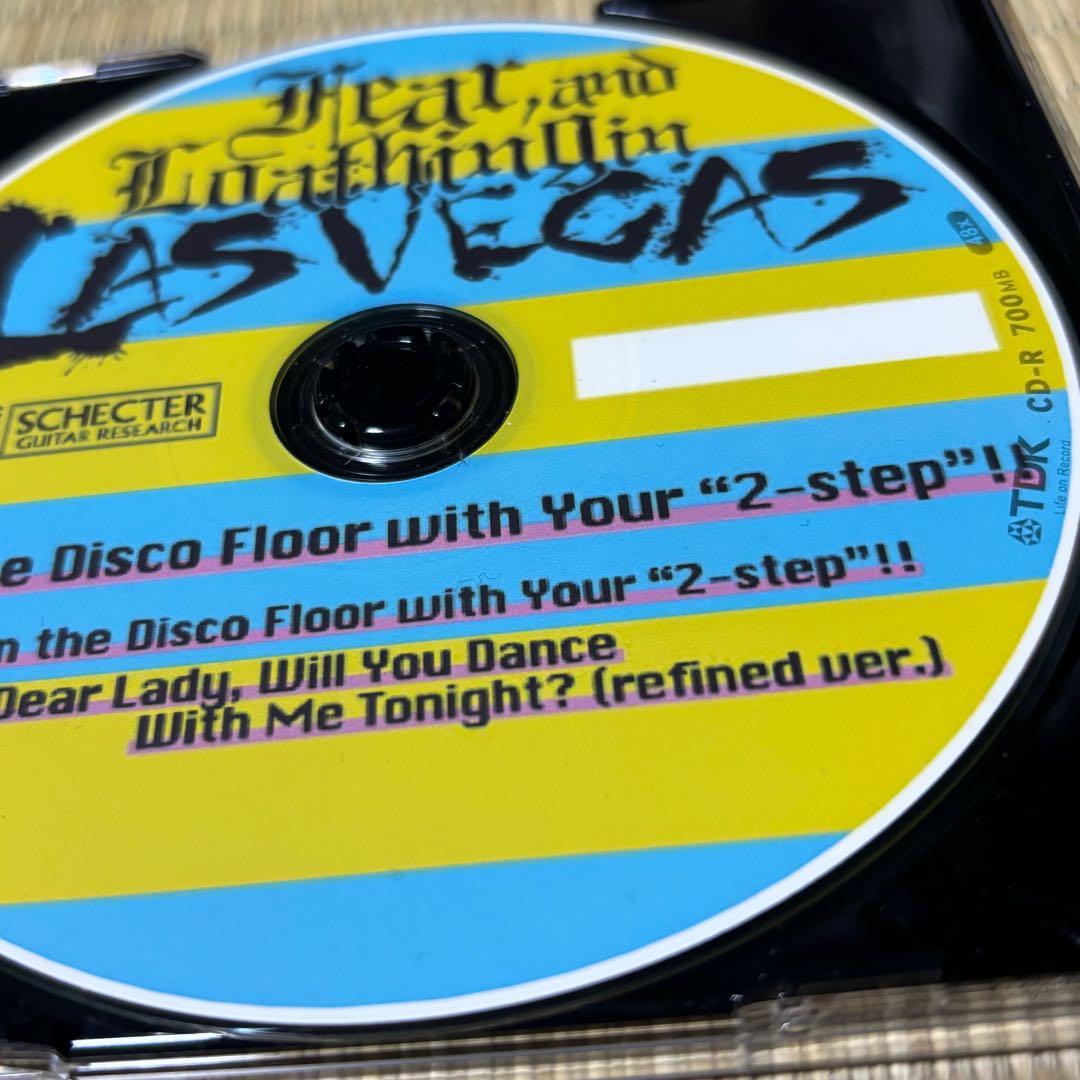 Fear, and
Loathing in
LAS VEGAS
48x
CD-R 700MB
SCHECTER
GUITAR RESEARCH
TDK
Life on Record
e Disco Floor with Your “2-step”!!
n the Disco Floor with Your “2-step”!!
Dear Lady, Will You Dance
With Me Tonight? (refined ver.)